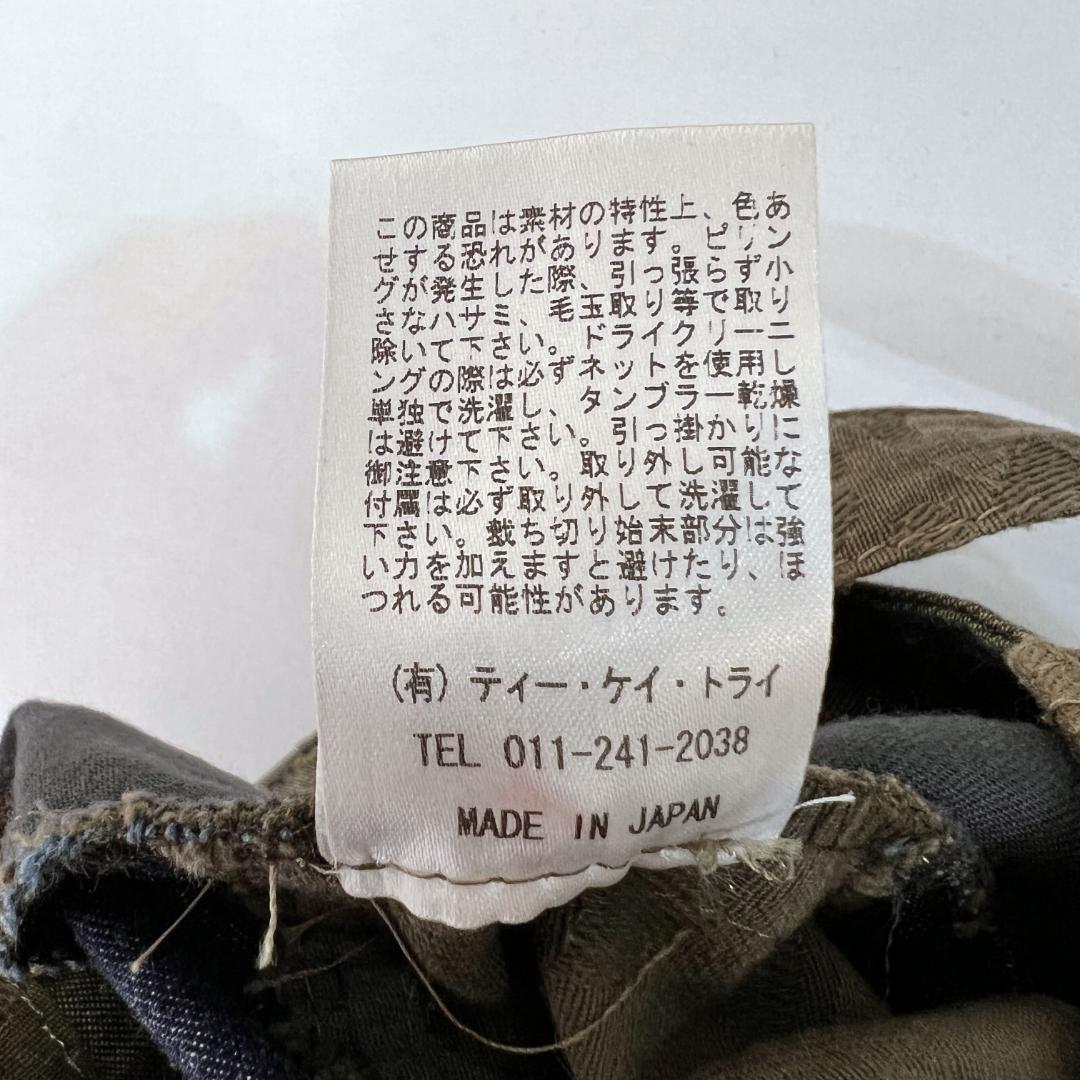 この商品は素材の特性上、色あ
せする恐れがあります。ピリン
グが発生した際、引っ張らず小
さなハサミ、毛玉取り等で取り
除いて下さい。ドライクリーニ
ングの際は必ずネットを使用し
単独で洗濯し、タンブラー乾燥
は避けて下さい。引っ掛かりに
御注意下さい。取り外し可能な
付属は必ず取り外して洗濯して
下さい。裁ち切り始末部分は強
い力を加えますと避けたり、ほ
つれる可能性があります。
(有) ティー・ケイ・トライ
TEL 011-241-2038
MADE IN JAPAN